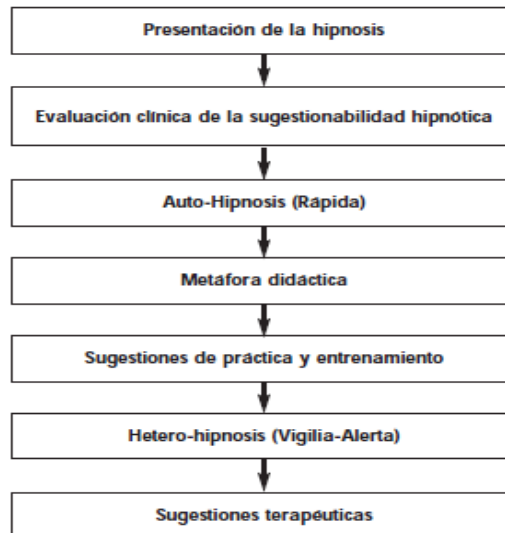 Presentación de la hipnosis
Evaluación clínica de la sugestionabilidad hipnótica
Auto-Hipnosis (Rápida)
Metáfora didáctica
Sugestiones de práctica y entrenamiento
Hetero-hipnosis (Vigilia-Alerta)
Sugestiones terapéuticas